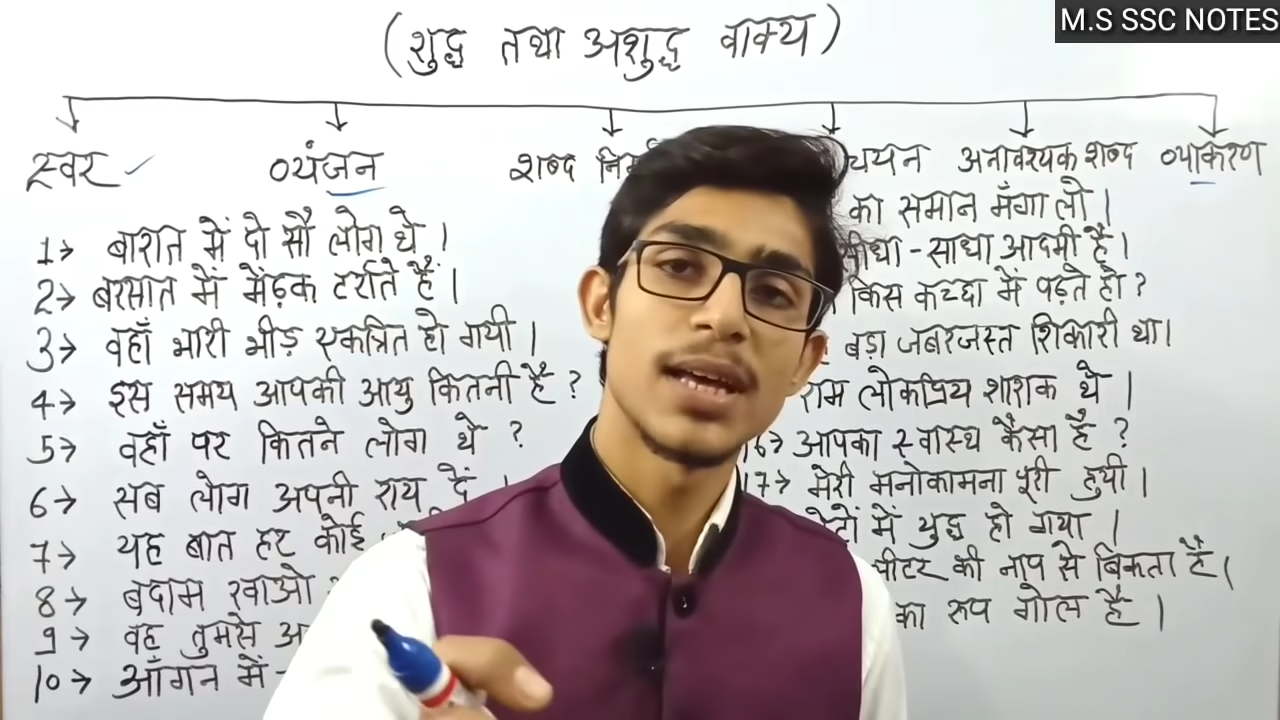 M.S SSC NOTES
(शुद्ध तथा अशुद्ध वाक्य)
स्वर व्यंजन शब्द चयन अनावश्यक शब्द व्याकरण
1→ बारात में दो सौ लोग थे।
2→ बरसात में मेंढ़क टर्राते हैं।
3→ वहाँ भारी भीड़ एकत्रित हो गयी।
4→ इस समय आपकी आयु कितनी है ?
5→ वहाँ पर कितने लोग थे ?
6→ सब लोग अपनी राय दें
7→ यह बात हर कोई
8→ बदाम खाओ
9→ वह तुमसे
10→ आँगन में
का समान मँगा लो।
सीधा-साधा आदमी है।
किस कच्छा में पढ़ते हो ?
बड़ा जबरजस्त शिकारी था।
राम लोकप्रिय शाशक थे।
16→ आपका स्वास्थ कैसा है ?
17→ मेरी मनोकामना पूरी हुयी।
में युद्ध हो गया।
की नाप से बिकता है।
का रूप गोल है।